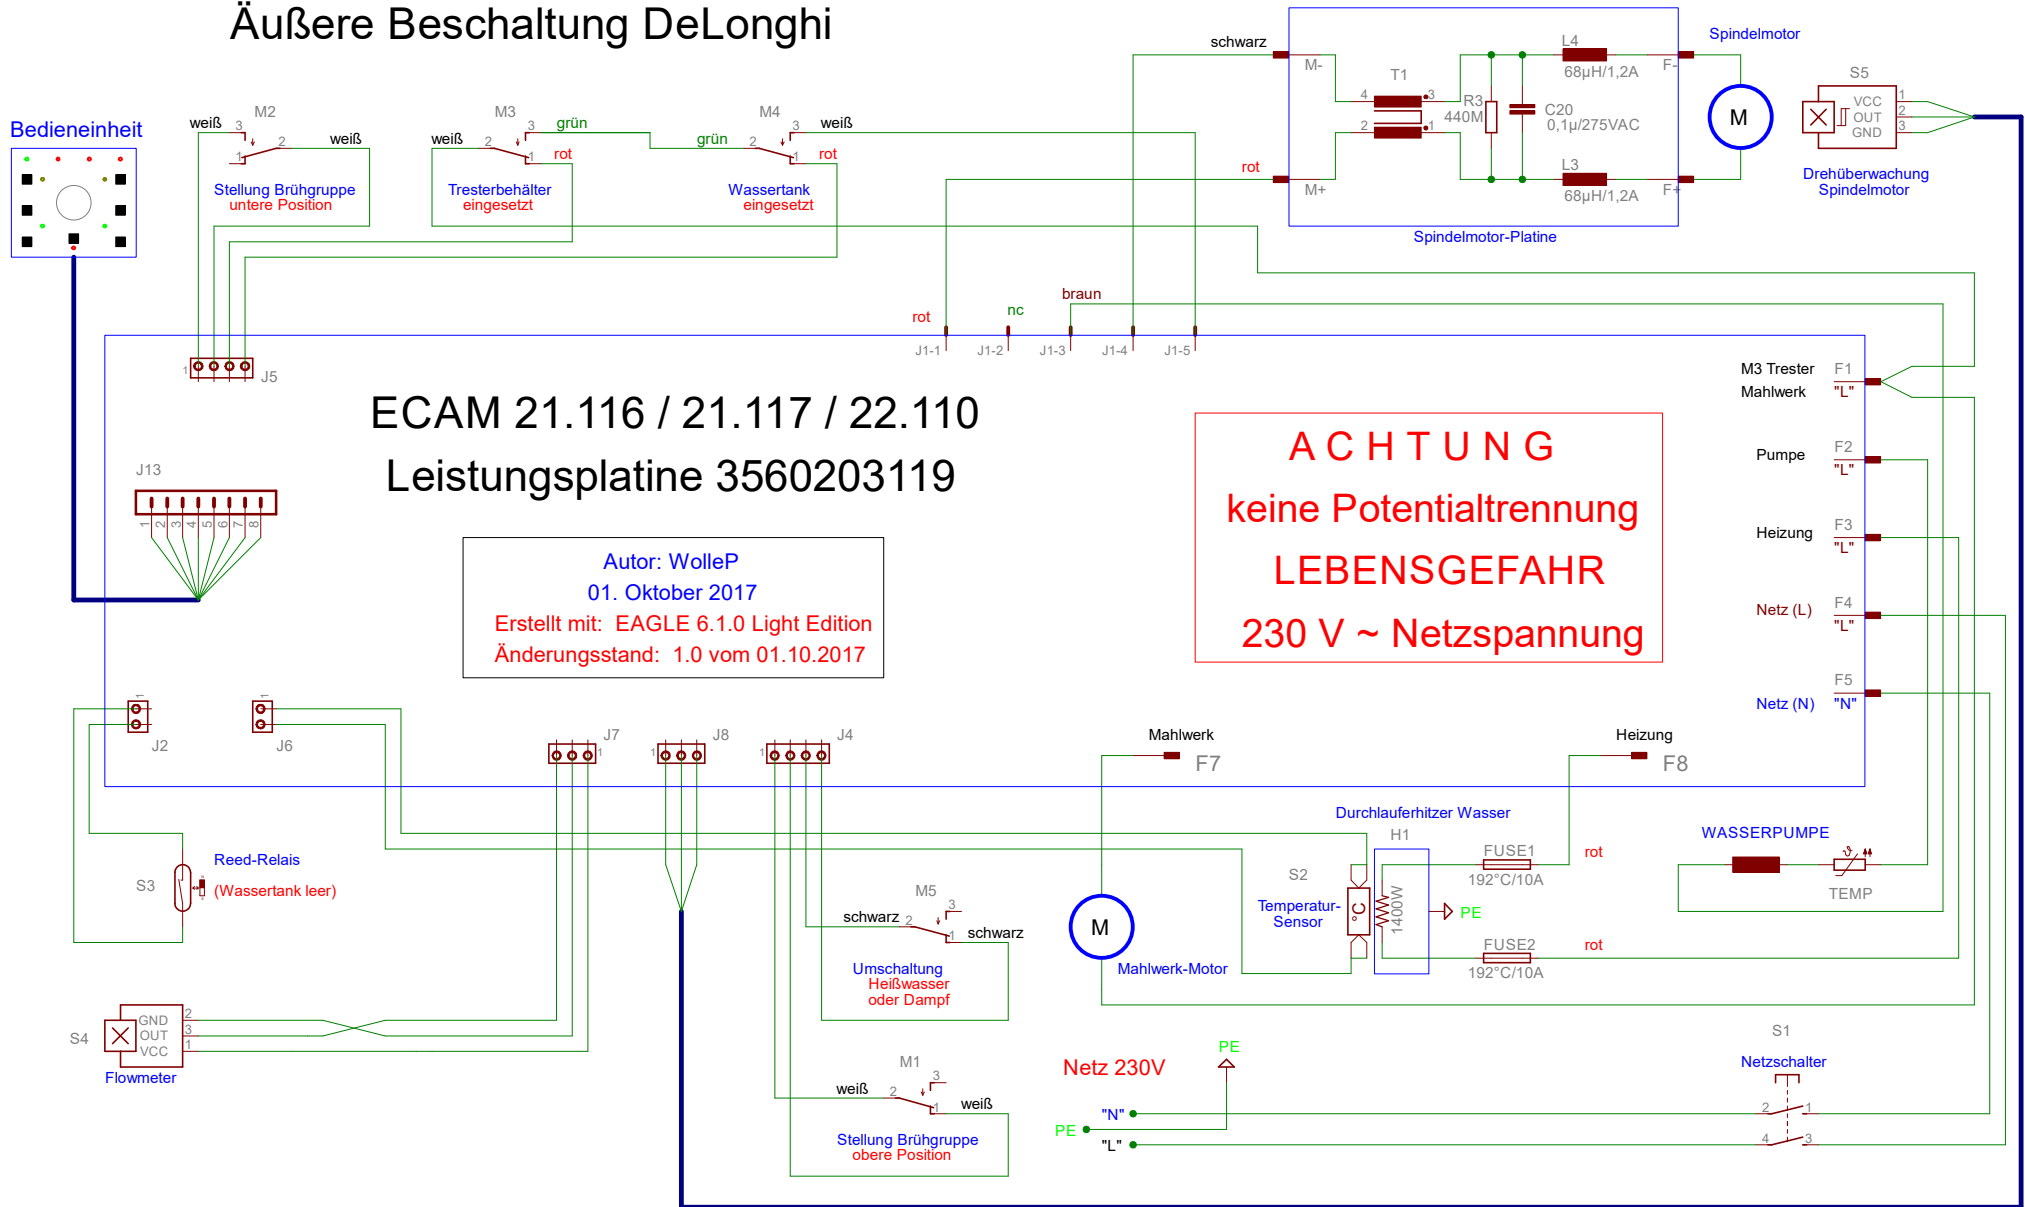 Äußere Beschaltung DeLonghi
Bedieneinheit
weiß
3
M2
2
1
weiß
Stellung Brühgruppe
untere Position
weiß
M3
2
3
1
grün
rot
Tresterbehälter
eingesetzt
grün
M4
2
3
1
weiß
rot
Wassertank
eingesetzt
schwarz
M-
rot
M+
T1
4
3
2
1
R3
440M
C20
0,1µ/275VAC
L4
68µH/1,2A
L3
68µH/1,2A
F-
F+
Spindelmotor-Platine
Spindelmotor
M
S5
VCC
OUT
GND
1
2
3
Drehüberwachung
Spindelmotor
1
J5
rot
nc
braun
J1-1
J1-2
J1-3
J1-4
J1-5
ECAM 21.116 / 21.117 / 22.110
Leistungsplatine 3560203119
J13
1
2
3
4
5
6
7
8
Autor: WolleP
01. Oktober 2017
Erstellt mit: EAGLE 6.1.0 Light Edition
Änderungsstand: 1.0 vom 01.10.2017
A C H T U N G
keine Potentialtrennung
LEBENSGEFAHR
230 V ~ Netzspannung
M3 Trester
Mahlwerk
F1
"L"
Pumpe
F2
"L"
Heizung
F3
"L"
Netz (L)
F4
"L"
Netz (N)
F5
"N"
1
J2
1
J6
J7
1
1
J8
1
J4
Mahlwerk
F7
Heizung
F8
S3
Reed-Relais
(Wassertank leer)
S4
GND
OUT
VCC
2
3
1
Flowmeter
M5
schwarz
2
3
1
schwarz
Umschaltung
Heißwasser
oder Dampf
M1
weiß
2
3
1
weiß
Stellung Brühgruppe
obere Position
M
Mahlwerk-Motor
Durchlauferhitzer Wasser
H1
S2
Temperatur-
Sensor
°C
1400W
FUSE1
192°C/10A
rot
PE
FUSE2
192°C/10A
rot
WASSERPUMPE
TEMP
Netz 230V
PE
"N"
PE
"L"
S1
Netzschalter
2
1
4
3